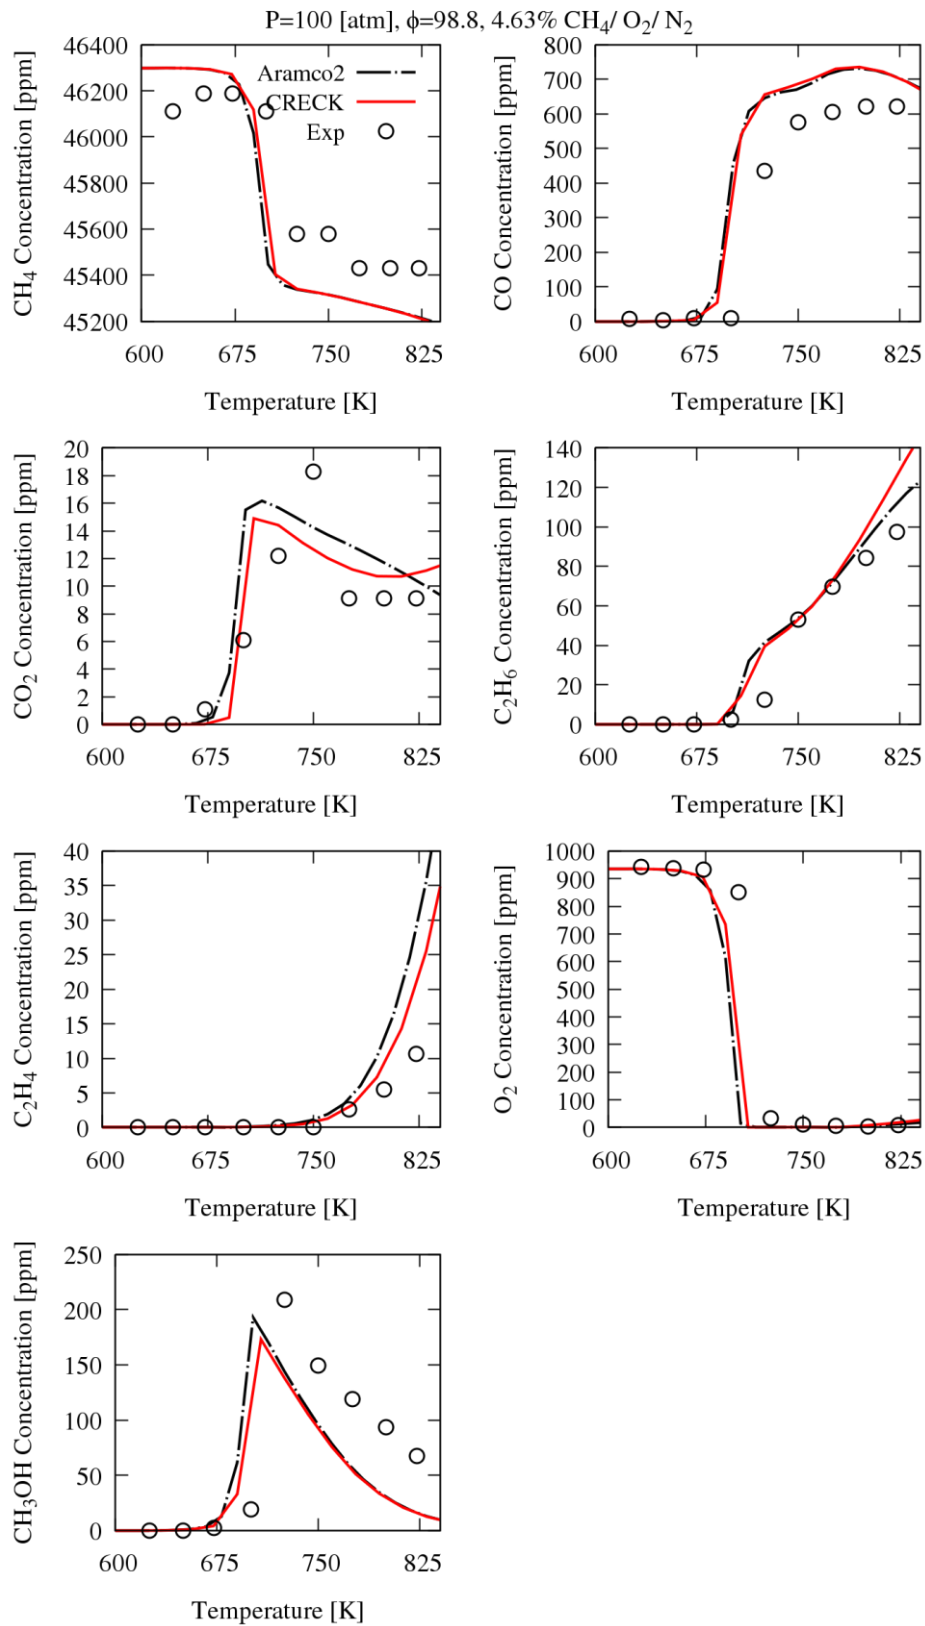 P=100 [atm], ϕ=98.8, 4.63% CH₄/ O₂/ N₂
CH₄ Concentration [ppm]
46400
46200
46000
45800
45600
45400
45200
Aramco2
CRECK
Exp
600 675 750 825
Temperature [K]
CO Concentration [ppm]
800
700
600
500
400
300
200
100
0
600 675 750 825
Temperature [K]
CO₂ Concentration [ppm]
20
18
16
14
12
10
8
6
4
2
0
600 675 750 825
Temperature [K]
C₂H₆ Concentration [ppm]
140
120
100
80
60
40
20
0
600 675 750 825
Temperature [K]
C₂H₄ Concentration [ppm]
40
35
30
25
20
15
10
5
0
600 675 750 825
Temperature [K]
O₂ Concentration [ppm]
1000
900
800
700
600
500
400
300
200
100
0
600 675 750 825
Temperature [K]
CH₃OH Concentration [ppm]
250
200
150
100
50
0
600 675 750 825
Temperature [K]